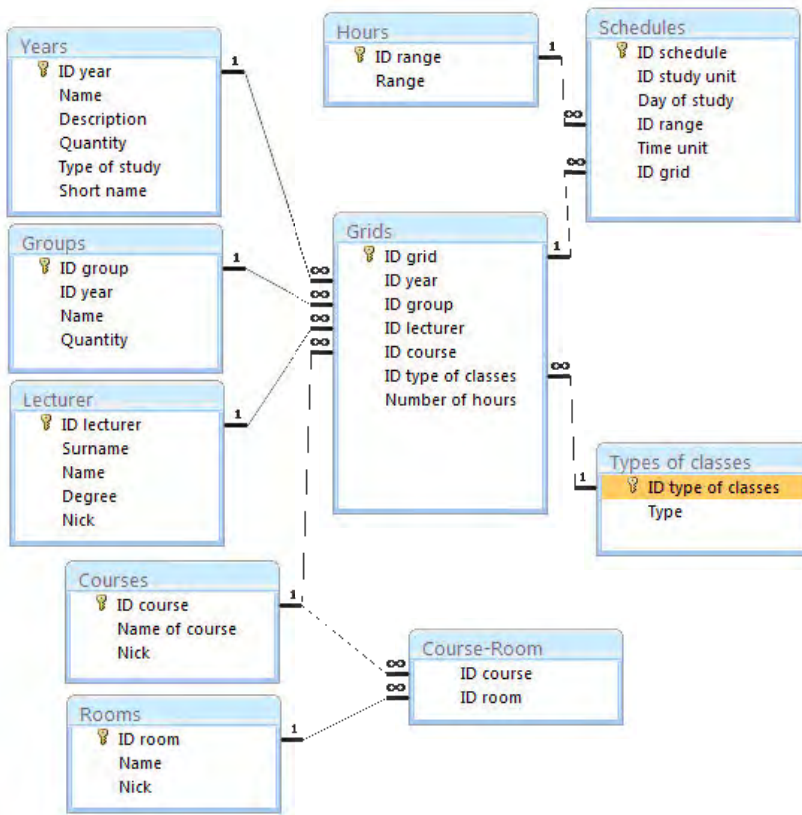 Years
ID year
Name
Description
Quantity
Type of study
Short name
1
Hours
ID range
Range
1
Schedules
ID schedule
ID study unit
Day of study
ID range
Time unit
ID grid
∞
∞
Groups
ID group
ID year
Name
Quantity
1
Grids
ID grid
ID year
ID group
ID lecturer
ID course
ID type of classes
Number of hours
1
∞
∞
∞
∞
∞
Lecturer
ID lecturer
Surname
Name
Degree
Nick
1
Types of classes
ID type of classes
Type
1
Courses
ID course
Name of course
Nick
1
Course-Room
ID course
ID room
∞
∞
Rooms
ID room
Name
Nick
1